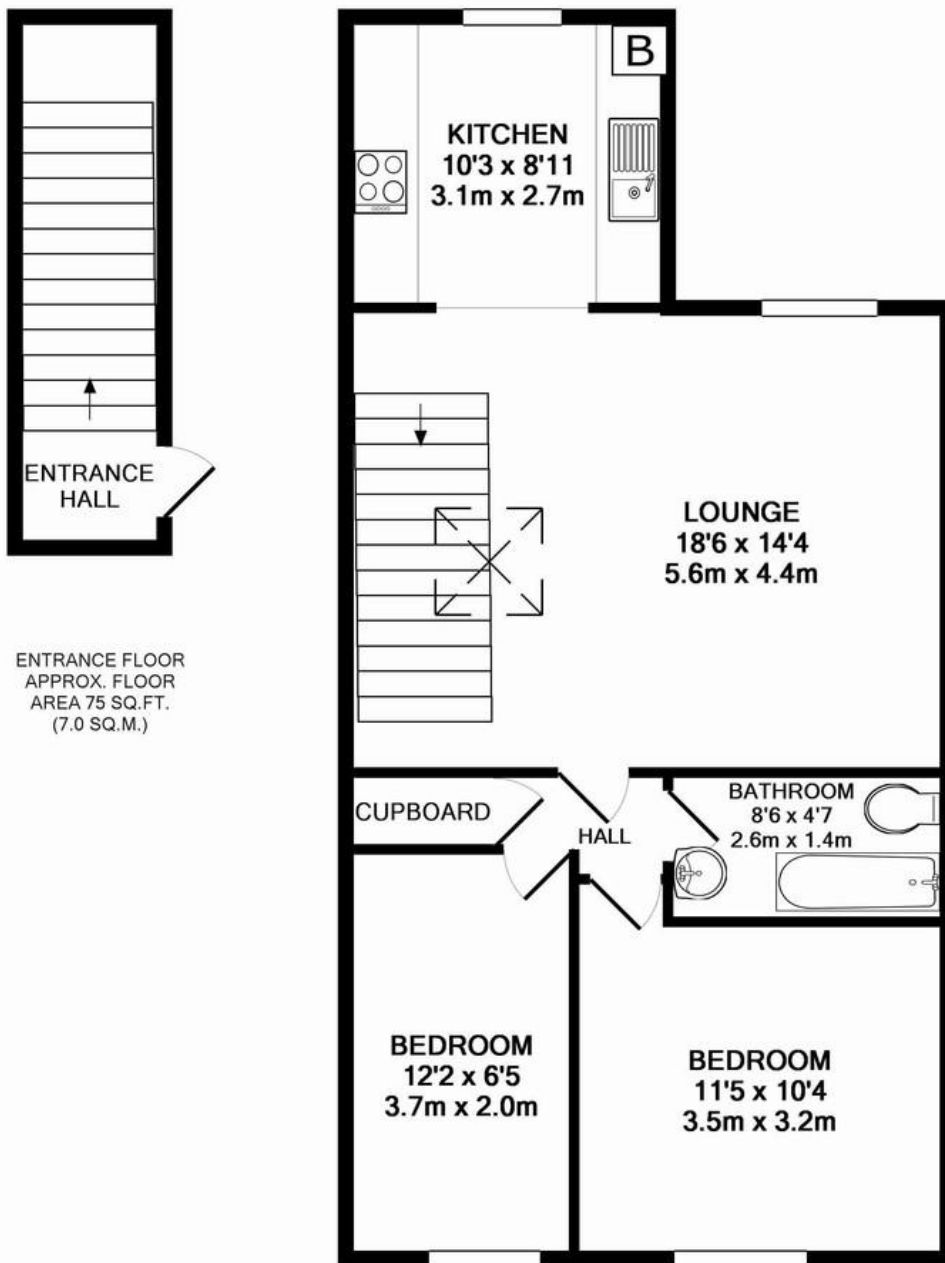 B
KITCHEN
10'3 x 8'11
3.1m x 2.7m
ENTRANCE
HALL
LOUNGE
18'6 x 14'4
5.6m x 4.4m
ENTRANCE FLOOR
APPROX. FLOOR
AREA 75 SQ.FT.
(7.0 SQ.M.)
CUPBOARD
HALL
BATHROOM
8'6 x 4'7
2.6m x 1.4m
BEDROOM
12'2 x 6'5
3.7m x 2.0m
BEDROOM
11'5 x 10'4
3.5m x 3.2m